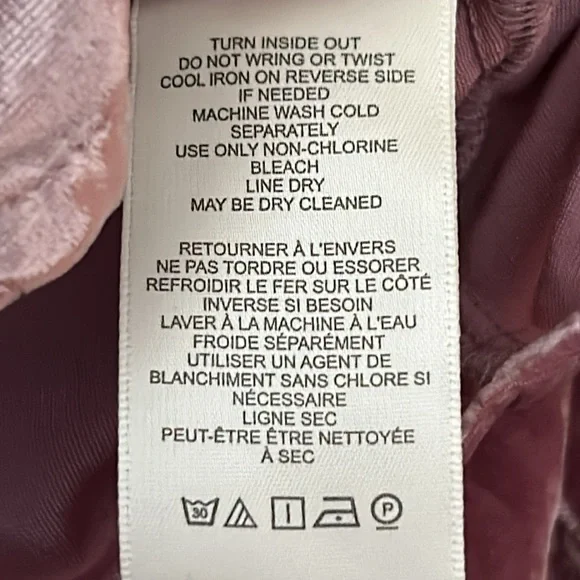 TURN INSIDE OUT
DO NOT WRING OR TWIST
COOL IRON ON REVERSE SIDE
IF NEEDED
MACHINE WASH COLD
SEPARATELY
USE ONLY NON-CHLORINE
BLEACH
LINE DRY
MAY BE DRY CLEANED
RETOURNER À L'ENVERS
NE PAS TORDRE OU ESSORER
REFROIDIR LE FER SUR LE CÔTÉ
INVERSE SI BESOIN
LAVER À LA MACHINE À L'EAU
FROIDE SÉPARÉMENT
UTILISER UN AGENT DE
BLANCHIMENT SANS CHLORE SI
NÉCESSAIRE
LIGNE SEC
PEUT-ÊTRE ÊTRE NETTOYÉE
À SEC
30 P